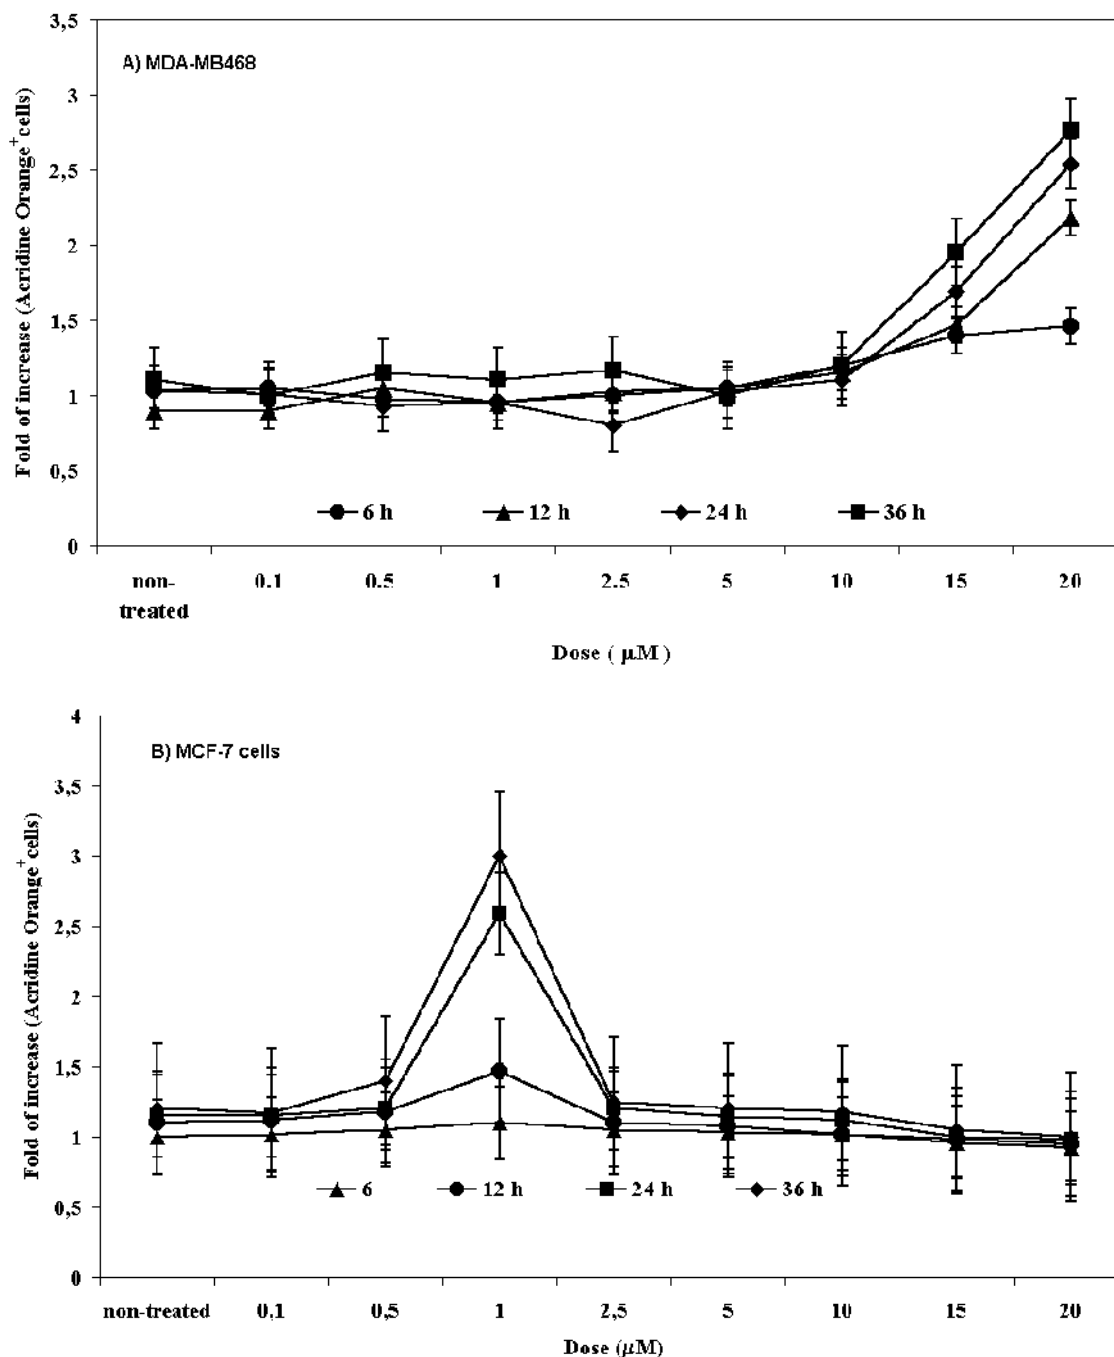 3,5
A) MDA-MB468
3
2,5
2
1,5
1
0,5
0
Fold of increase (Acridine Orange+cells)
6 h 12 h 24 h 36 h
non-treated 0.1 0.5 1 2.5 5 10 15 20
Dose ( µM )
4
B) MCF-7 cells
3,5
3
2,5
2
1,5
1
0,5
0
Fold of increase (Acridine Orange+cells)
6 12 h 24 h 36 h
non-treated 0,1 0,5 1 2,5 5 10 15 20
Dose (µM)